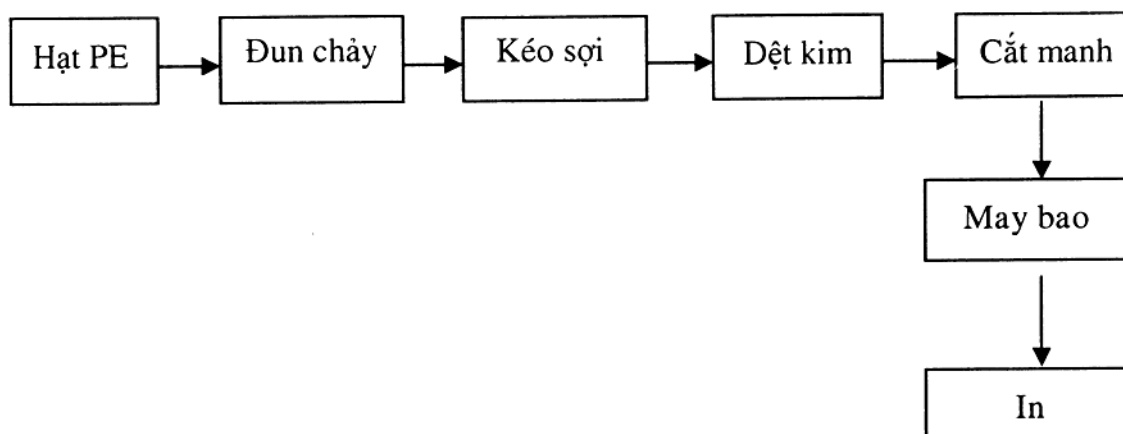 Hạt PE
Đun chảy
Kéo sợi
Dệt kim
Cắt manh
May bao
In